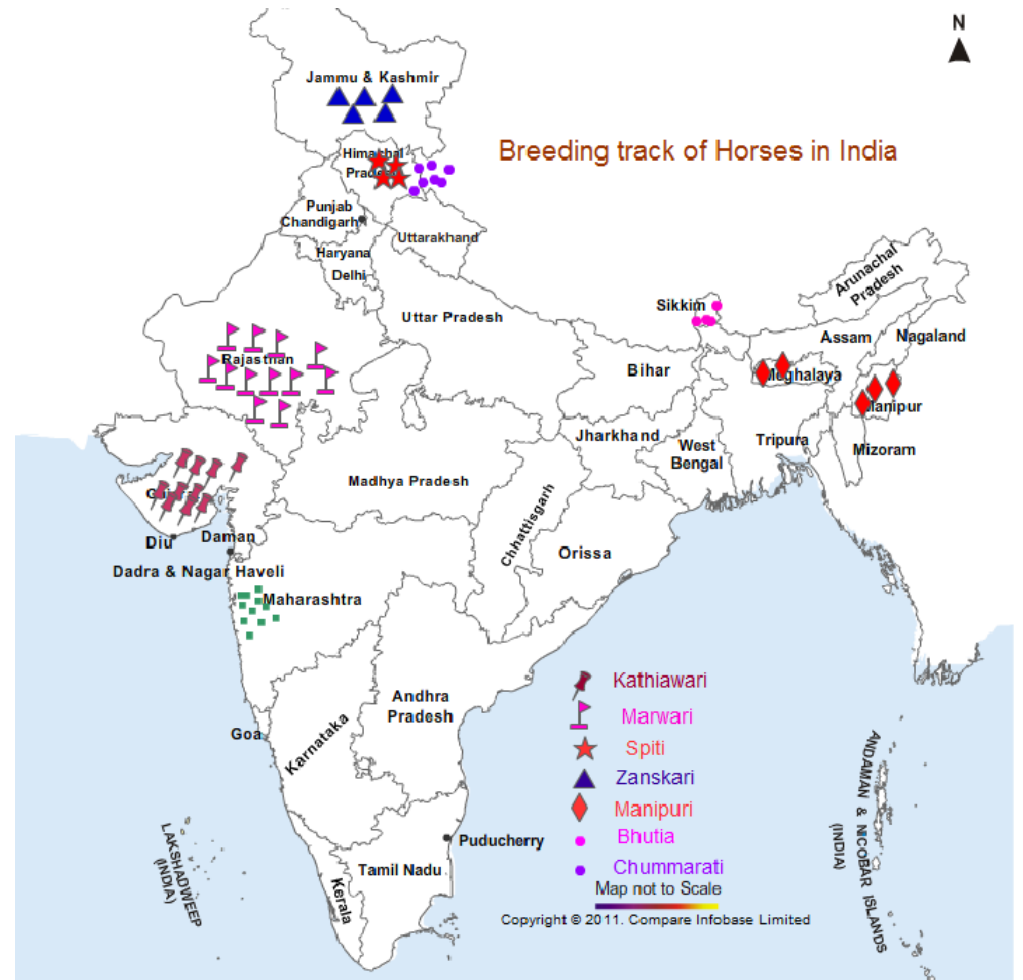 N
Jammu & Kashmir
Breeding track of Horses in India
Himachal
Pradesh
Punjab
Chandigarh
Uttarakhand
Haryana
Delhi
Arunachal
Pradesh
Sikkim
Uttar Pradesh
Assam
Nagaland
Rajasthan
Bihar
Meghalaya
Manipur
Jharkhand
West
Bengal
Tripura
Mizoram
Madhya Pradesh
Gujarat
Chhattisgarh
Diu
Daman
Orissa
Dadra & Nagar Haveli
Maharashtra
Kathiawari
Andhra
Pradesh
Marwari
Goa
Karnataka
Spiti
Zanskari
Manipuri
Bhutia
Puducherry
Chummarati
Tamil Nadu
Kerala
Map not to Scale
Copyright © 2011. Compare Infobase Limited
LAKSHADWEEP
(INDIA)
ANDAMAN & NICOBAR ISLANDS
(INDIA)